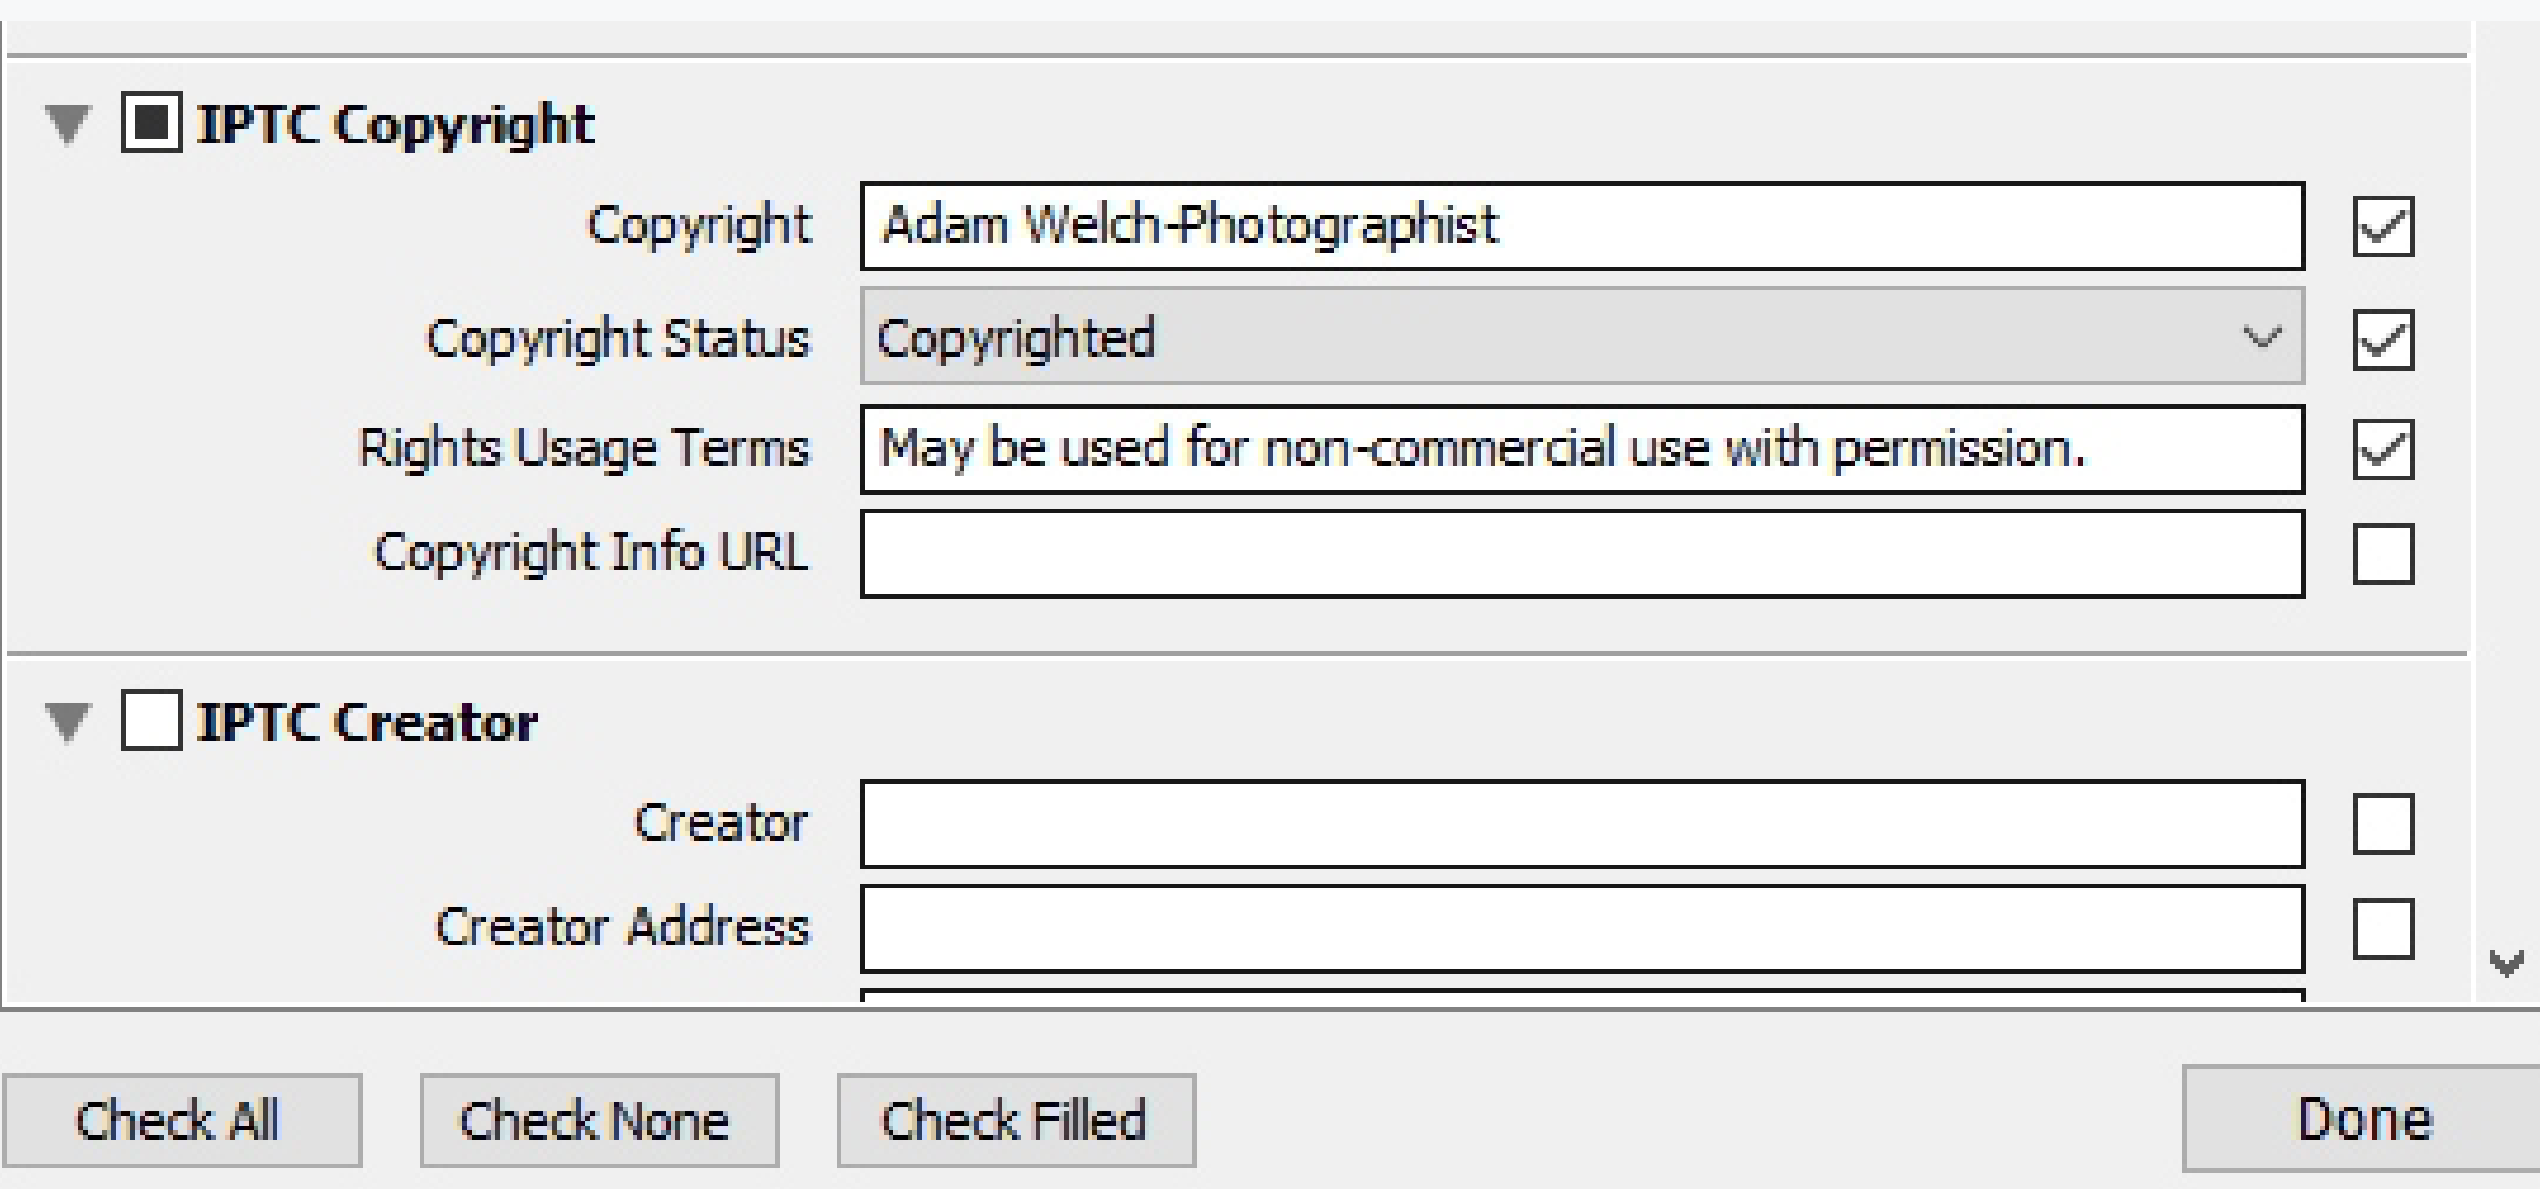 IPTC Copyright
Copyright Adam Welch-Photographist
Copyright Status Copyrighted
Rights Usage Terms May be used for non-commercial use with permission.
Copyright Info URL
IPTC Creator
Creator
Creator Address
Check All Check None Check Filled Done